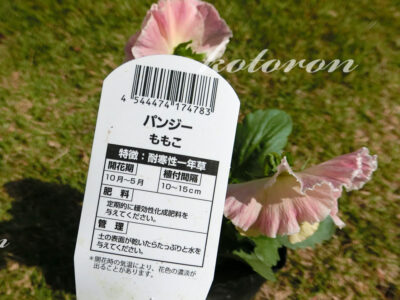 kotoron
4 544474 174783
パンジー
ももこ
特徴：耐寒性一年草
開花期 植付間隔
10月～5月 10～15cm
肥料
定期的に緩効性化成肥料を
与えてください。
管理
土の表面が乾いたらたっぷりと水を
与えてください。
＊開花時の気温により、花色の濃淡が
出ることがあります。